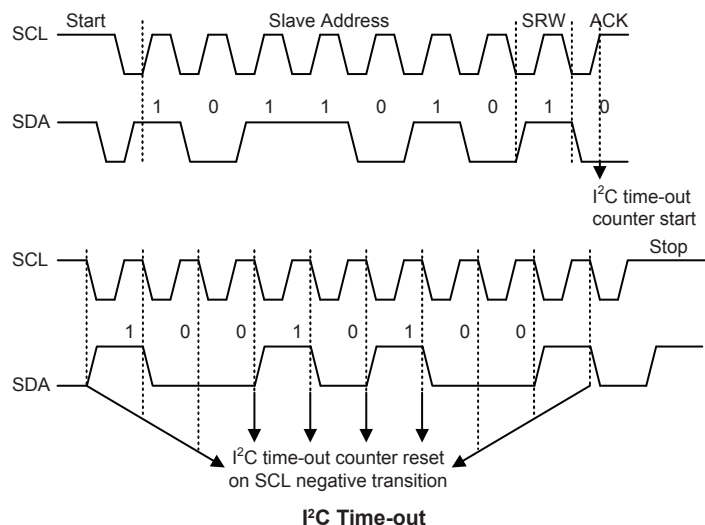 Start Slave Address SRW ACK
SCL
1 0 1 1 0 1 0 1 0
SDA
I²C time-out
counter start
Stop
SCL
1 0 0 1 0 1 0 0
SDA
I²C time-out counter reset
on SCL negative transition
I²C Time-out